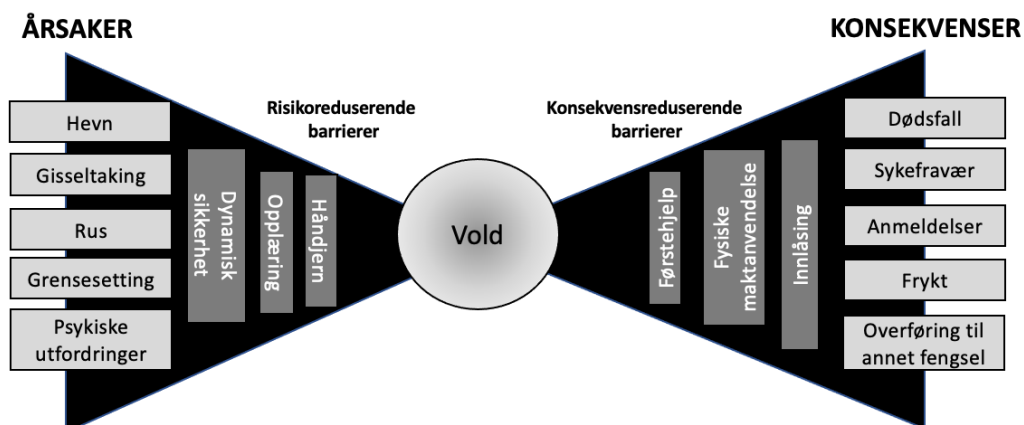 ÅRSAKER
KONSEKVENSER
Risikoreduserende
barrierer
Konsekvensreduserende
barrierer
Hevn
Gisseltaking
Rus
Grensesetting
Psykiske
utfordringer
Dynamisk
sikkerhet
Opplæring
Håndjern
Vold
Førstehjelp
Fysiske
maktanvendelse
Innlåsing
Dødsfall
Sykefravær
Anmeldelser
Frykt
Overføring til
annet fengsel